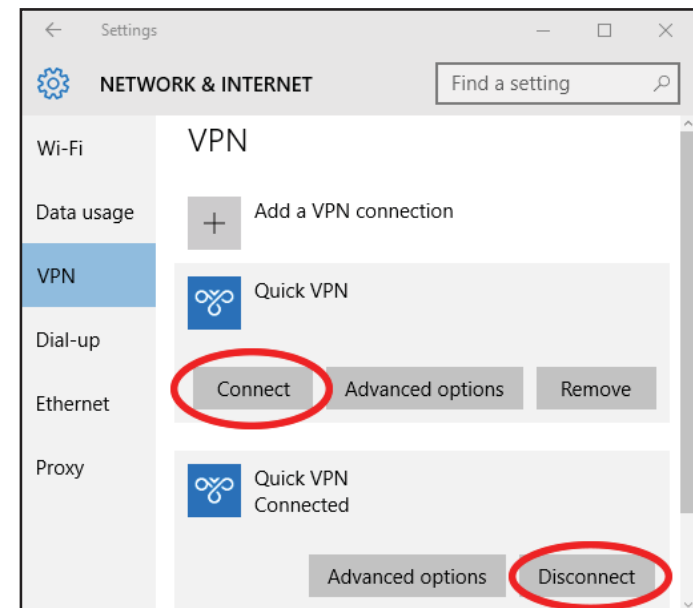 Settings
NETWORK & INTERNET
Find a setting
Wi-Fi
Data usage
VPN
Dial-up
Ethernet
Proxy
VPN
Add a VPN connection
Quick VPN
Connect Advanced options Remove
Quick VPN
Connected
Advanced options Disconnect